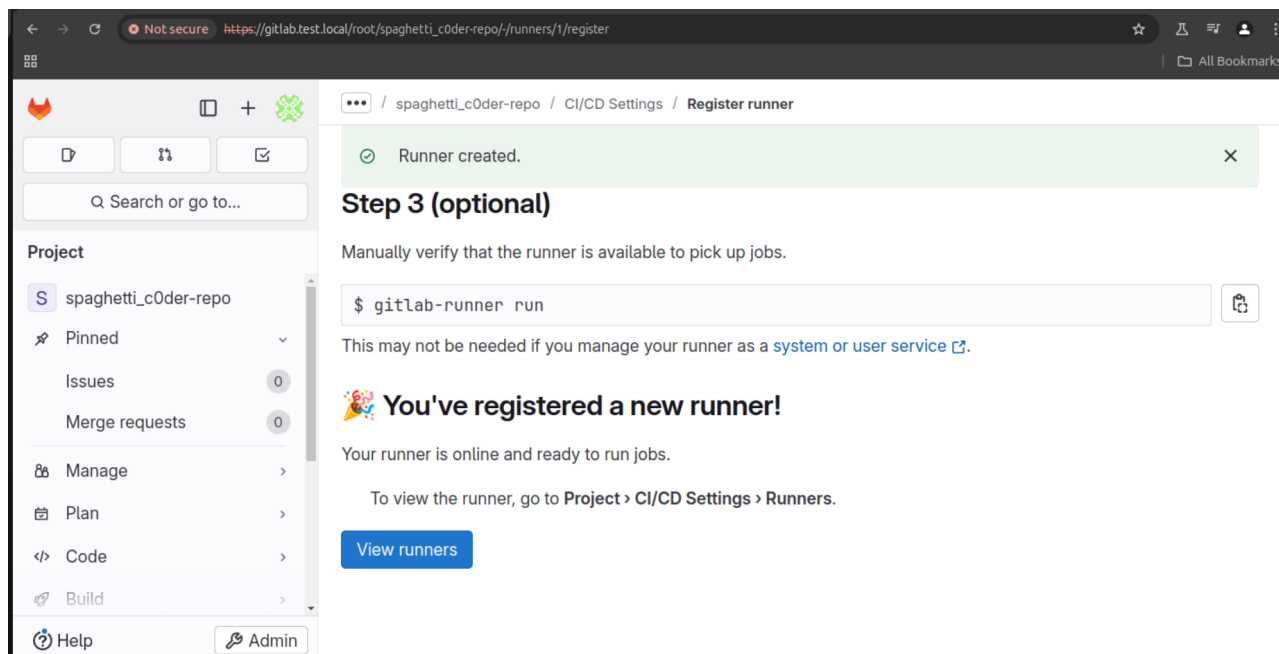 Not secure https://gitlab.test.local/root/spaghetti_c0der-repo/-/runners/1/register
All Bookmarks
••• / spaghetti_c0der-repo / CI/CD Settings / Register runner
Runner created.
Search or go to...
Project
S spaghetti_c0der-repo
Pinned
Issues 0
Merge requests 0
Manage
Plan
Code
Build
Help
Admin
Step 3 (optional)
Manually verify that the runner is available to pick up jobs.
$ gitlab-runner run
This may not be needed if you manage your runner as a system or user service.
🎉 You've registered a new runner!
Your runner is online and ready to run jobs.
To view the runner, go to Project › CI/CD Settings › Runners.
View runners